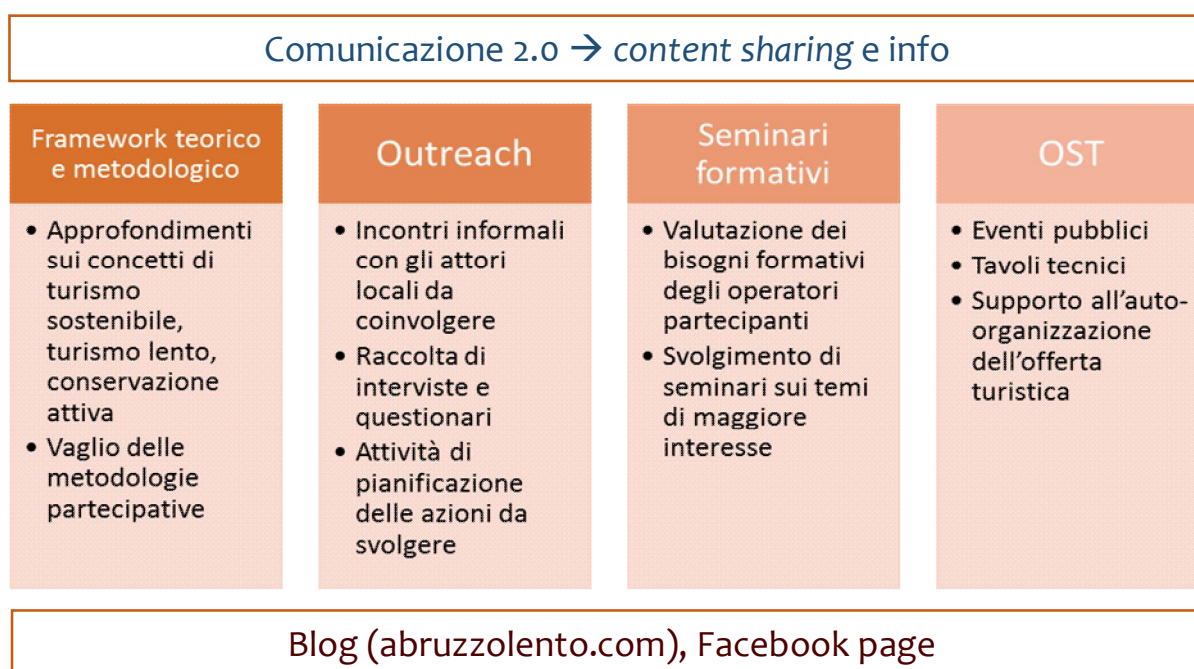 Comunicazione 2.0 → content sharing e info
Framework teorico
e metodologico
• Approfondimenti
sui concetti di
turismo
sostenibile,
turismo lento,
conservazione
attiva
• Vaglio delle
metodologie
partecipative
Outreach
• Incontri informali
con gli attori
locali da
coinvolgere
• Raccolta di
interviste e
questionari
• Attività di
pianificazione
delle azioni da
svolgere
Seminari
formativi
• Valutazione dei
bisogni formativi
degli operatori
partecipanti
• Svolgimento di
seminari sui temi
di maggiore
interesse
OST
• Eventi pubblici
• Tavoli tecnici
• Supporto all’auto-
organizzazione
dell’offerta
turistica
Blog (abruzzolento.com), Facebook page